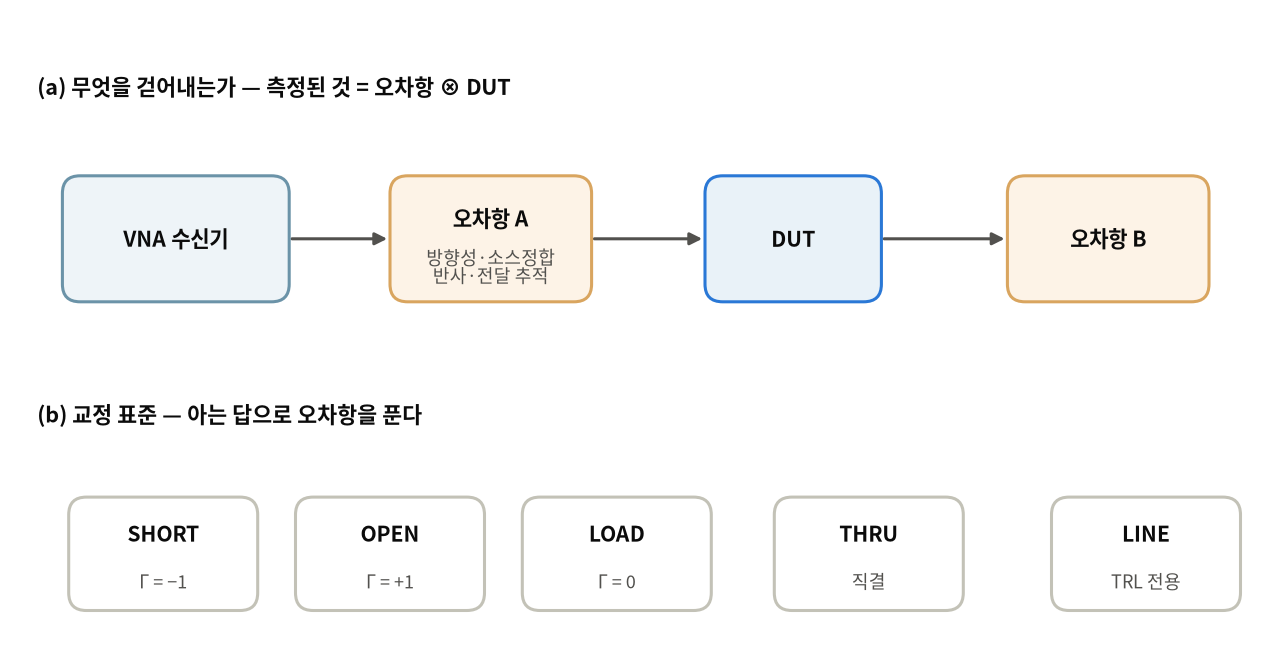 (a) 무엇을 걷어내는가 — 측정된 것 = 오차항 ⊗ DUT
VNA 수신기
오차항 A
방향성·소스정합
반사·전달 추적
DUT
오차항 B
(b) 교정 표준 — 아는 답으로 오차항을 푼다
SHORT
Γ = −1
OPEN
Γ = +1
LOAD
Γ = 0
THRU
직결
LINE
TRL 전용